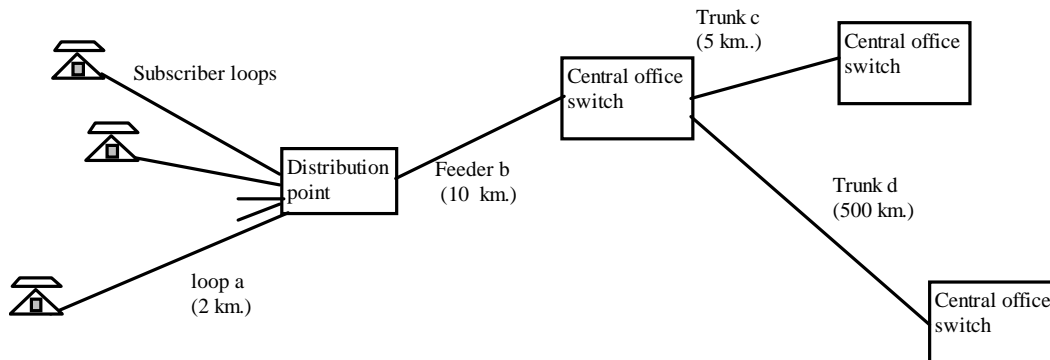 Trunk c
(5 km..)
Central office
switch
Subscriber loops
Central office
switch
Distribution
point
Feeder b
(10 km.)
Trunk d
(500 km.)
loop a
(2 km.)
Central office
switch